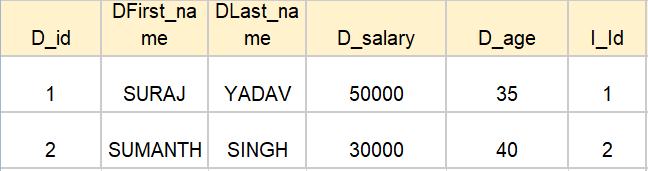 D_id DFirst_na
me DLast_na
me D_salary D_age I_Id
1 SURAJ YADAV 50000 35 1
2 SUMANTH SINGH 30000 40 2